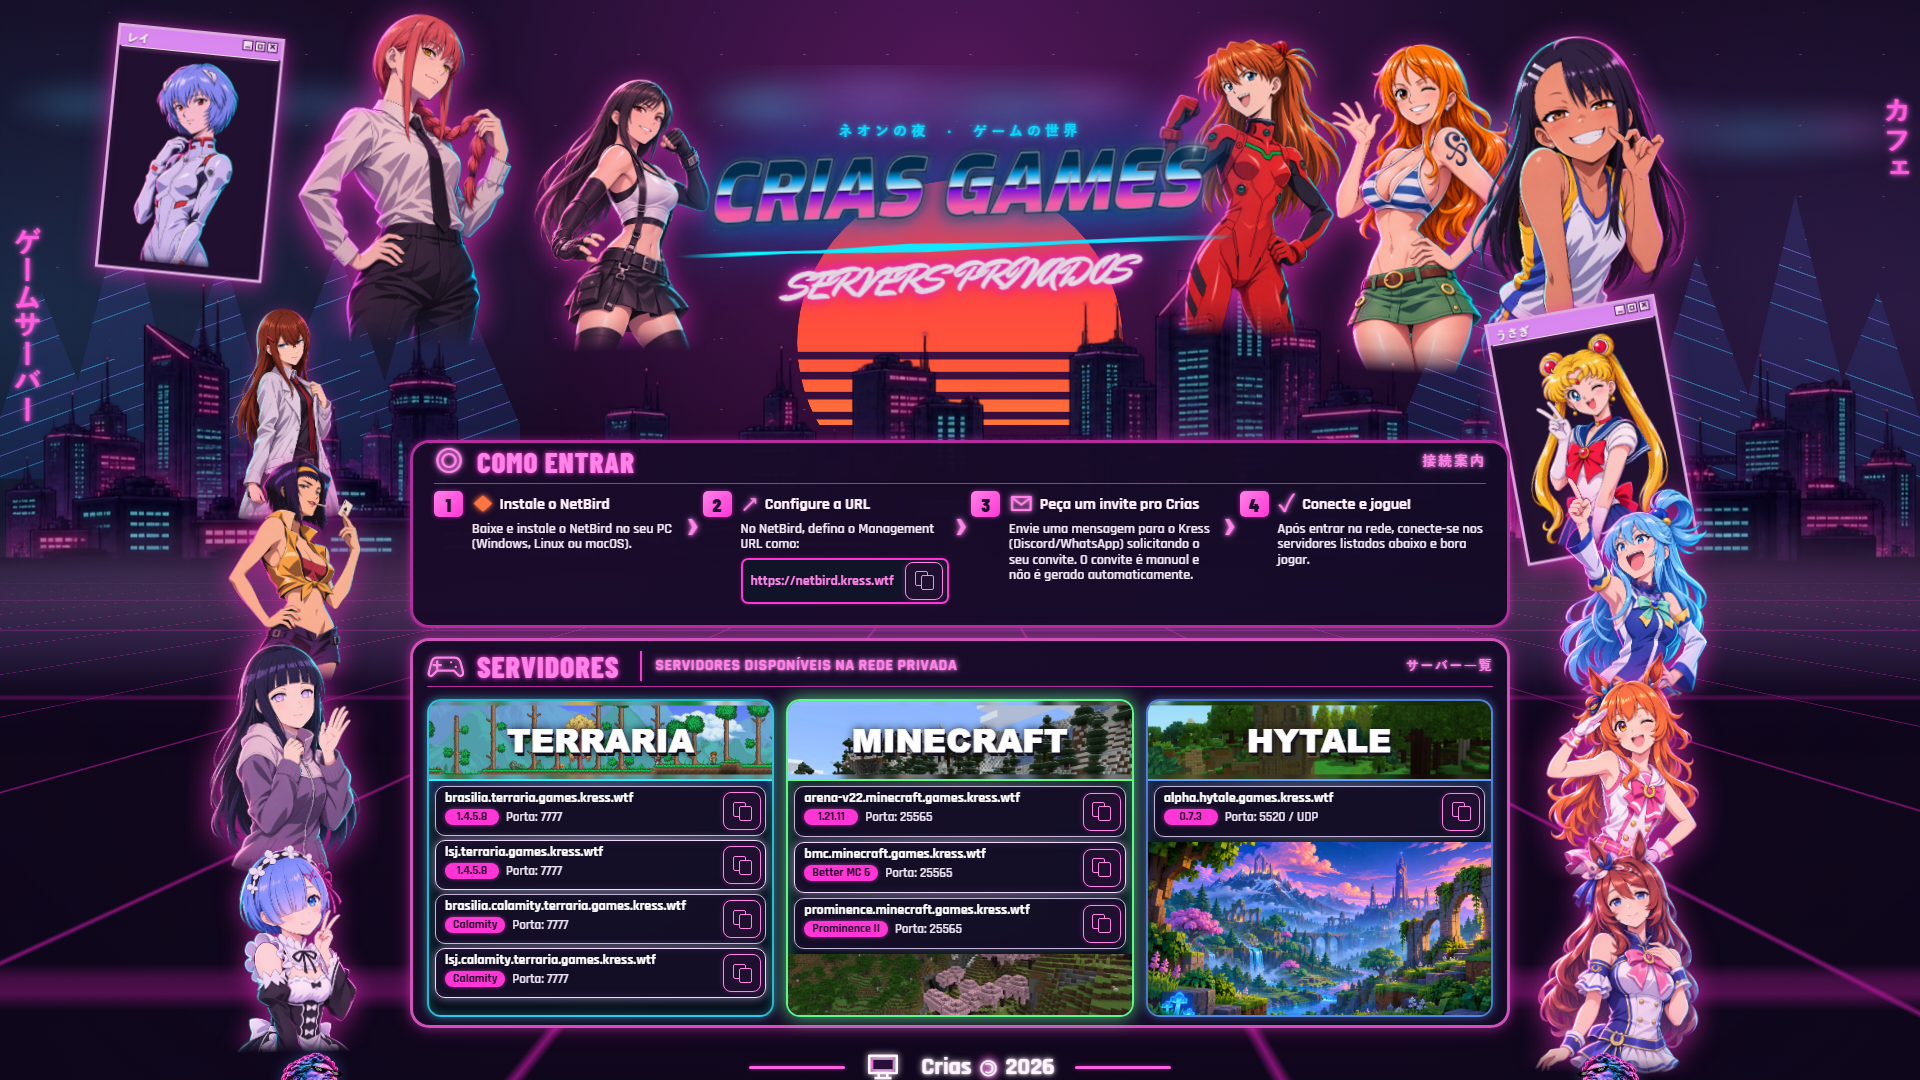 レイ
ネオンの夜 · ゲームの世界
CRIAS GAMES
SERVERS PRIVADOS
カフェ
ゲームサーバー
うさぎ
COMO ENTRAR
接続案内
1 Instale o NetBird
Baixe e instale o NetBird no seu PC
(Windows, Linux ou macOS).
2 Configure a URL
No NetBird, defina o Management
URL como:
https://netbird.kress.wtf
3 Peça um invite pro Crias
Envie uma mensagem para o Kress
(Discord/WhatsApp) solicitando o
seu convite. O convite é manual e
não é gerado automaticamente.
4 Conecte e jogue!
Após entrar na rede, conecte-se nos
servidores listados abaixo e bora
jogar.
SERVIDORES
SERVIDORES DISPONÍVEIS NA REDE PRIVADA
サーバー一覧
TERRARIA
brasilia.terraria.games.kress.wtf
1.4.5.8 Porta: 7777
lsj.terraria.games.kress.wtf
1.4.5.8 Porta: 7777
brasilia.calamity.terraria.games.kress.wtf
Calamity Porta: 7777
lsj.calamity.terraria.games.kress.wtf
Calamity Porta: 7777
MINECRAFT
arena-v22.minecraft.games.kress.wtf
1.21.11 Porta: 25565
bmc.minecraft.games.kress.wtf
Better MC 6 Porta: 25565
prominence.minecraft.games.kress.wtf
Prominence II Porta: 25565
HYTALE
alpha.hytale.games.kress.wtf
0.7.3 Porta: 5520 / UDP
Crias 2026